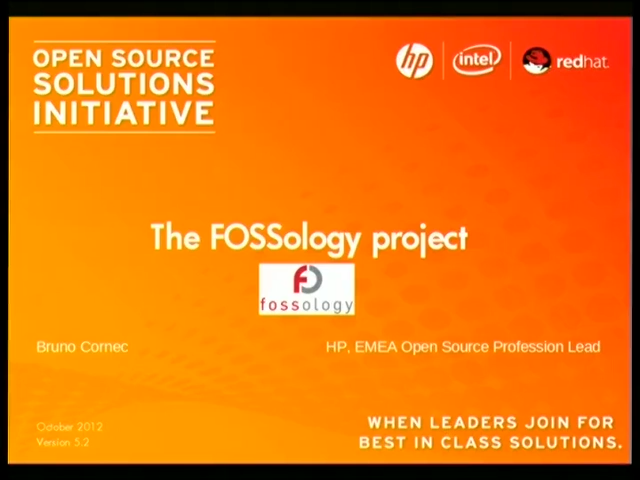 OPEN SOURCE
SOLUTIONS
INITIATIVE
hp
intel
redhat.
The FOSSology project
fossology
Bruno Cornec
HP, EMEA Open Source Profession Lead
October 2012
Version 5.2
WHEN LEADERS JOIN FOR
BEST IN CLASS SOLUTIONS.